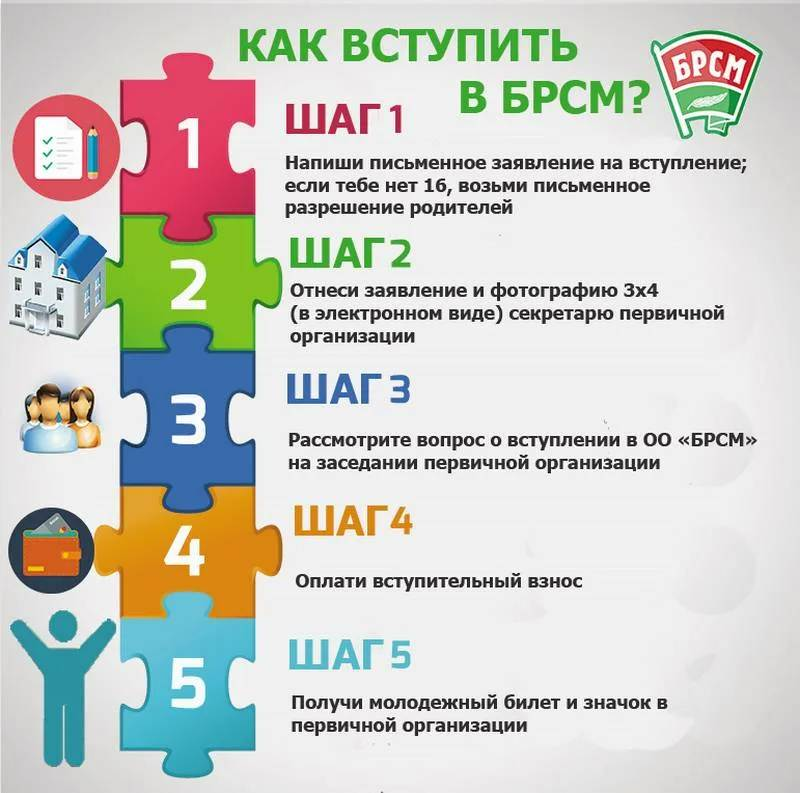 КАК ВСТУПИТЬ
В БРСМ?
БРСМ
1
ШАГ 1
Напиши письменное заявление на вступление;
если тебе нет 16, возьми письменное
разрешение родителей
2
ШАГ 2
Отнеси заявление и фотографию 3х4
(в электронном виде) секретарю первичной
организации
3
ШАГ 3
Рассмотрите вопрос о вступлении в ОО «БРСМ»
на заседании первичной организации
4
ШАГ 4
Оплати вступительный взнос
5
ШАГ 5
Получи молодежный билет и значок в
первичной организации